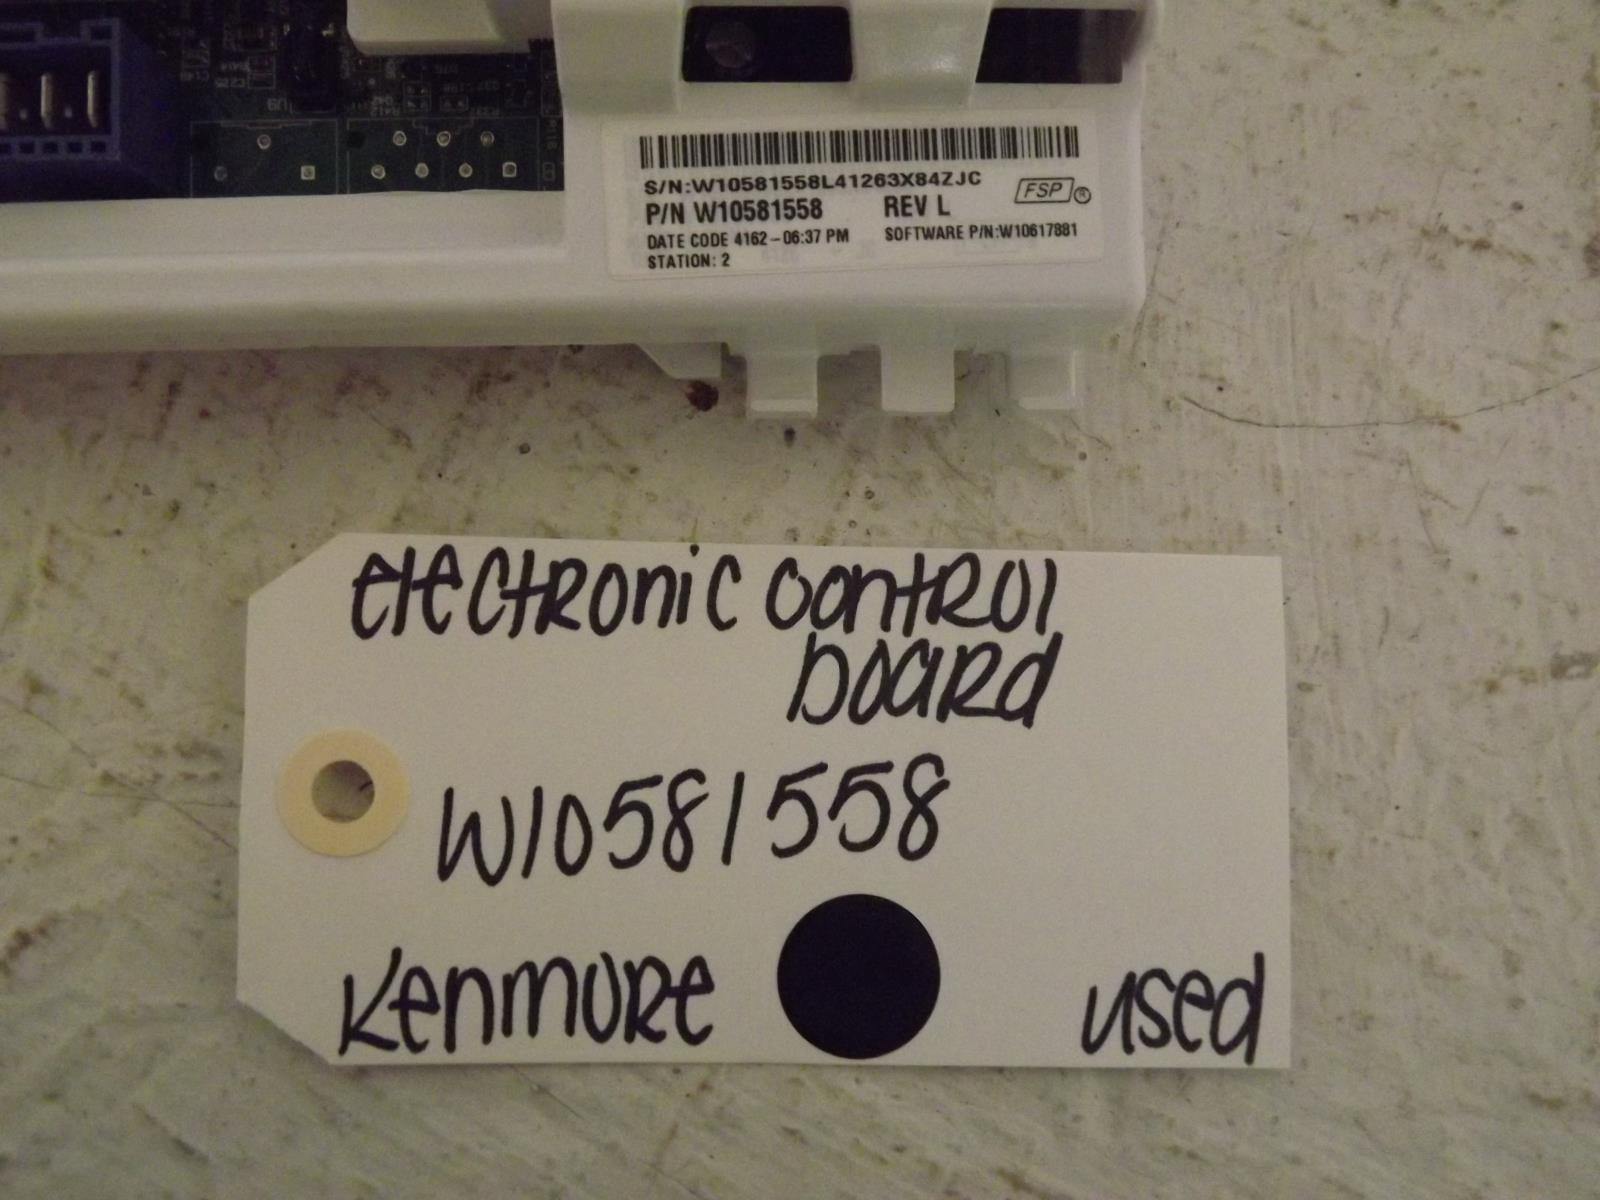 U9
S/N:W10581558L41263X84ZJC
FSP®
P/N W10581558 REV L
DATE CODE 4162-06:37 PM SOFTWARE P/N:W10617881
STATION: 2
electronic control
board
W10581558
Kenmore used